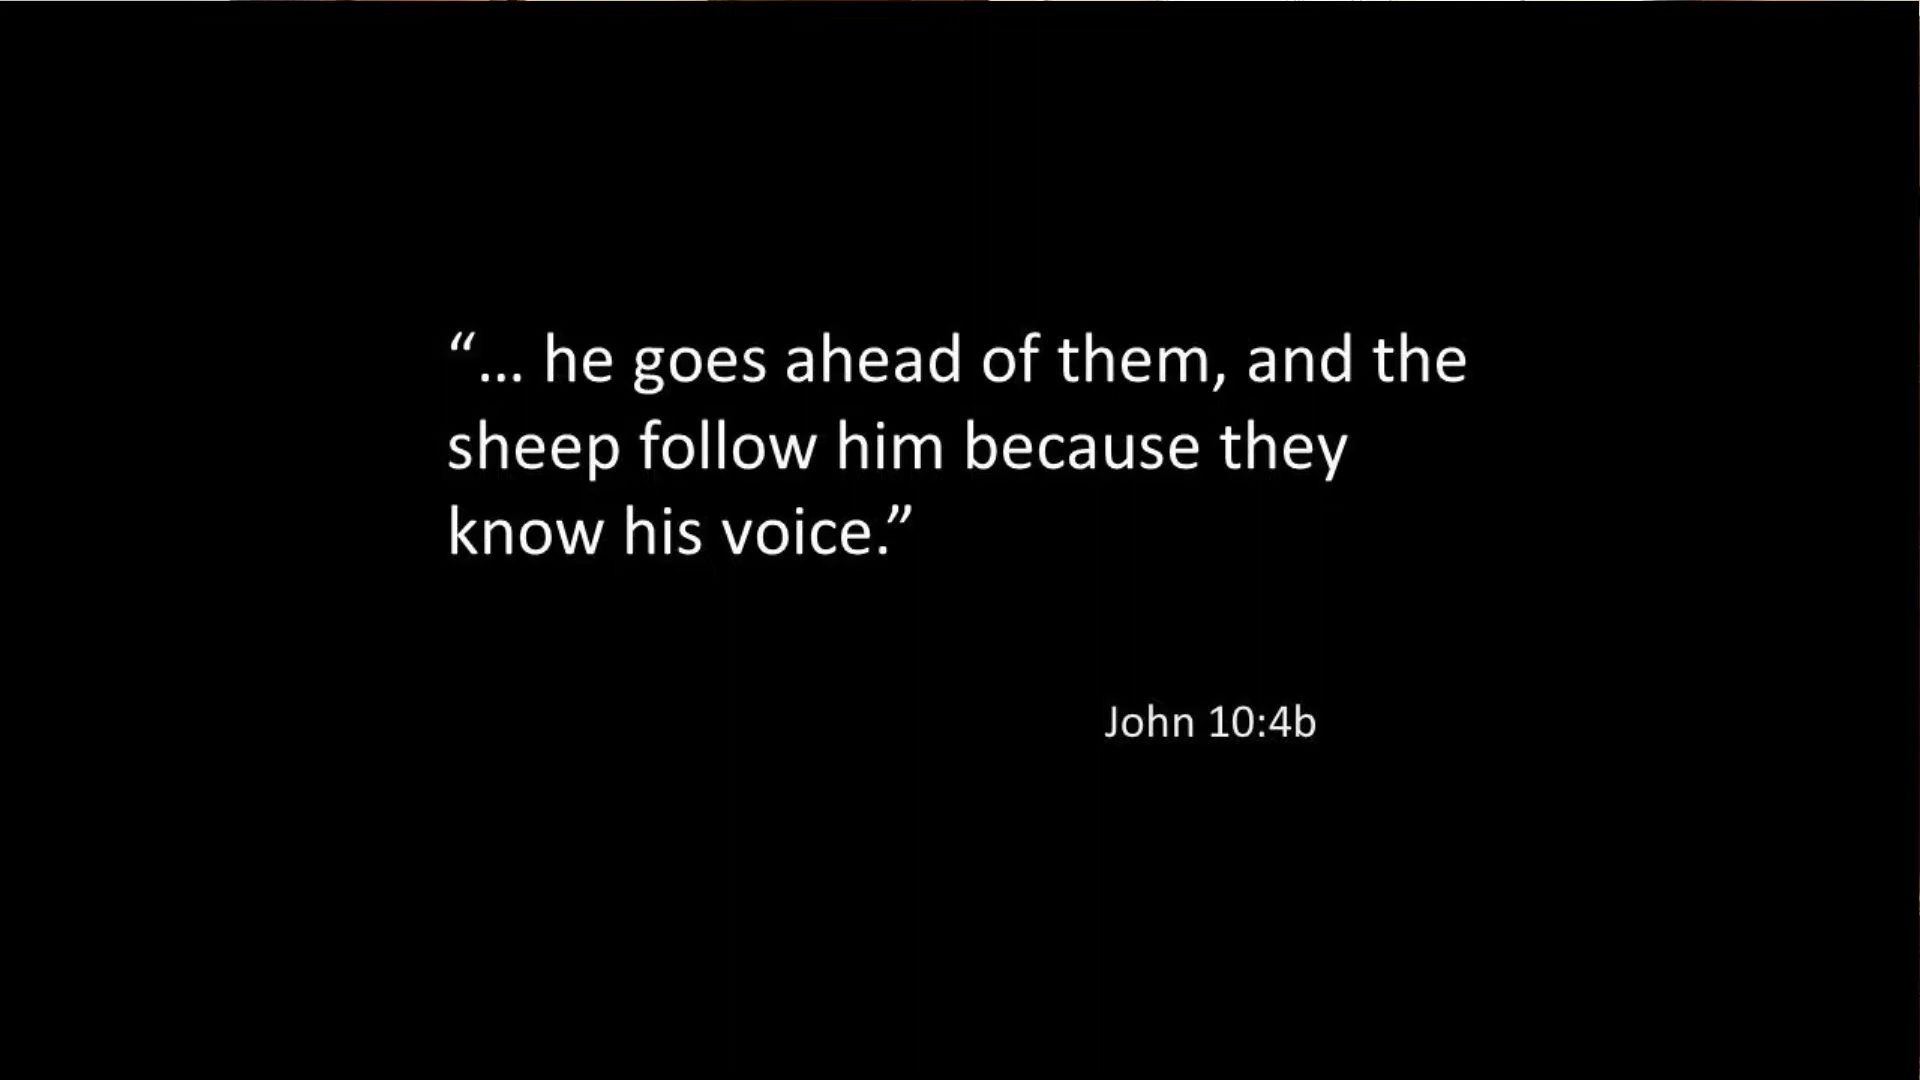 “... he goes ahead of them, and the
sheep follow him because they
know his voice.”
John 10:4b